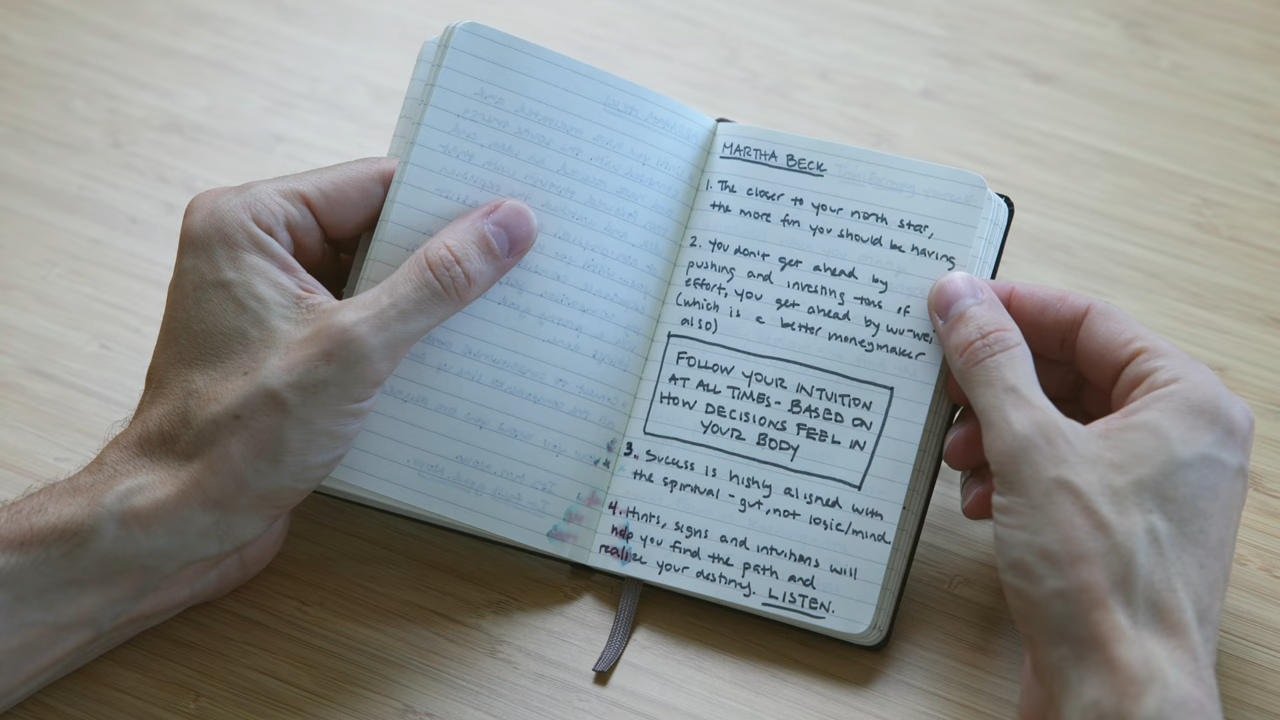 MARTHA BECK
1. The closer to your north star,
the more fun you should be having
2. You don't get ahead by
pushing and investing tons of
effort, you get ahead by wu-wei
(which is a better moneymaker
also)
FOLLOW YOUR INTUITION
AT ALL TIMES - BASED ON
HOW DECISIONS FEEL IN
YOUR BODY
3. Success is highly aligned with
the spiritual - gut, not logic/mind
4. Hints, signs and intuitions will
help you find the path and
realize your destiny. LISTEN.